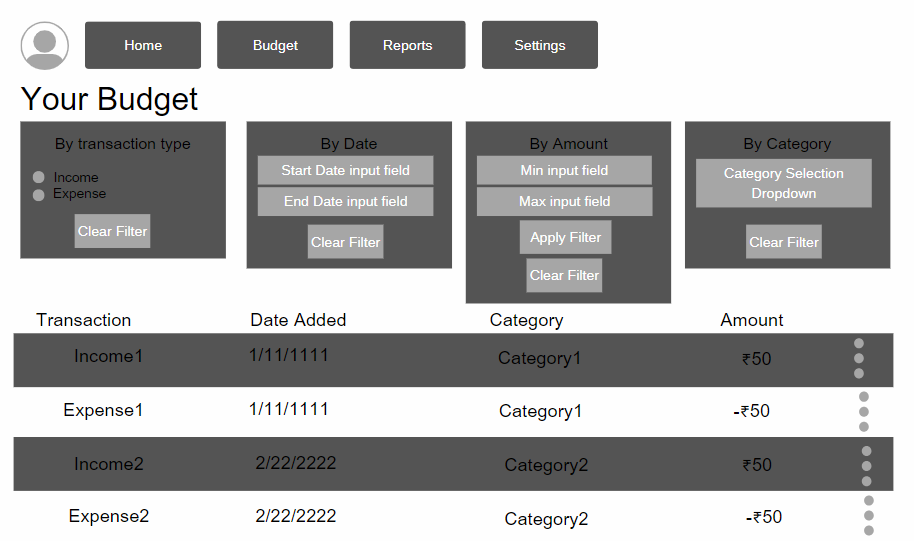 Home Budget Reports Settings
Your Budget
By transaction type
Income
Expense
Clear Filter
By Date
Start Date input field
End Date input field
Clear Filter
By Amount
Min input field
Max input field
Apply Filter
Clear Filter
By Category
Category Selection
Dropdown
Clear Filter
Transaction Date Added Category Amount
Income1 1/11/1111 Category1 ₹50
Expense1 1/11/1111 Category1 -₹50
Income2 2/22/2222 Category2 ₹50
Expense2 2/22/2222 Category2 -₹50